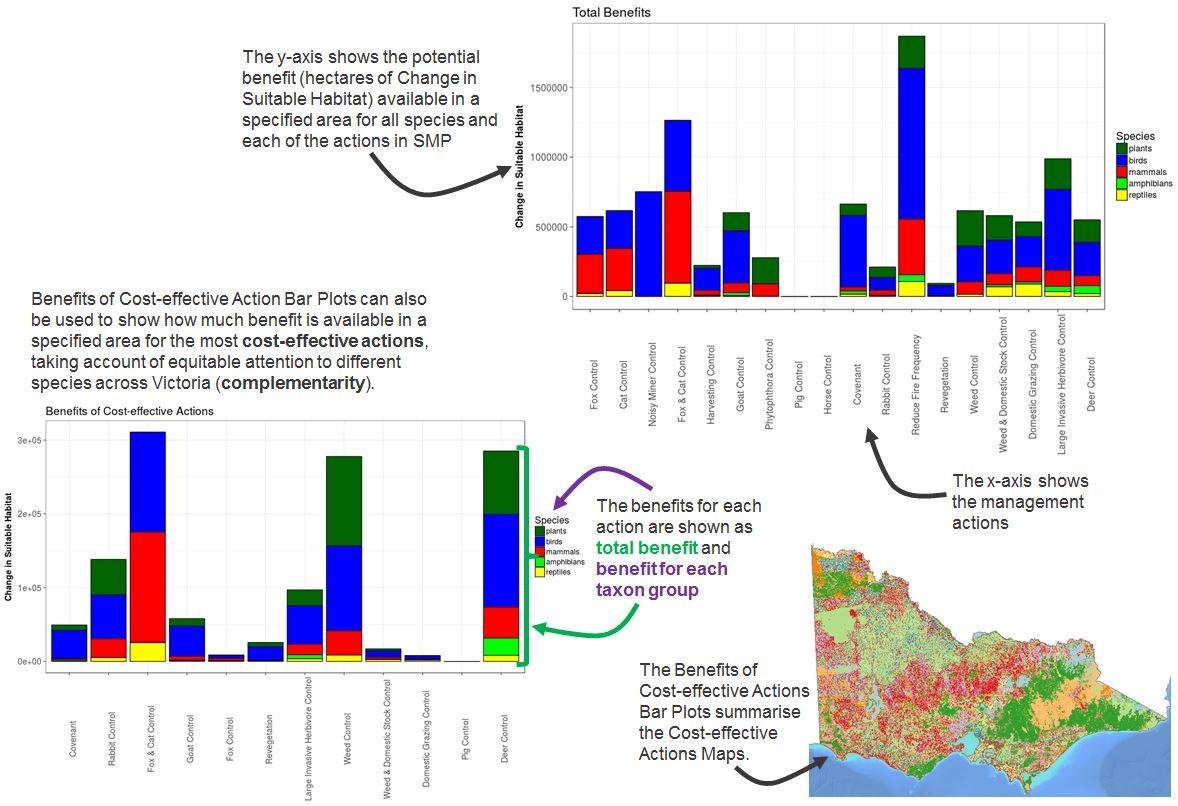 Total Benefits
The y-axis shows the potential
benefit (hectares of Change in
Suitable Habitat) available in a
specified area for all species and
each of the actions in SMP
Change in Suitable Habitat
1500000
1000000
500000
0
Species
plants
birds
mammals
amphibians
reptiles
Fox Control
Cat Control
Noisy Miner Control
Fox & Cat Control
Harvesting Control
Goat Control
Phytophthora Control
Pig Control
Horse Control
Covenant
Rabbit Control
Reduce Fire Frequency
Revegetation
Weed Control
Weed & Domestic Stock Control
Domestic Grazing Control
Large Invasive Herbivore Control
Deer Control
Benefits of Cost-effective Action Bar Plots can also
be used to show how much benefit is available in a
specified area for the most cost-effective actions,
taking account of equitable attention to different
species across Victoria (complementarity).
Benefits of Cost-effective Actions
Change in Suitable Habitat
3e+05
2e+05
1e+05
0e+00
Species
plants
birds
mammals
amphibians
reptiles
Covenant
Rabbit Control
Fox & Cat Control
Goat Control
Fox Control
Revegetation
Large Invasive Herbivore Control
Weed Control
Weed & Domestic Stock Control
Domestic Grazing Control
Pig Control
Deer Control
The benefits for each
action are shown as
total benefit and
benefit for each
taxon group
The x-axis shows
the management
actions
The Benefits of
Cost-effective Actions
Bar Plots summarise
the Cost-effective
Actions Maps.